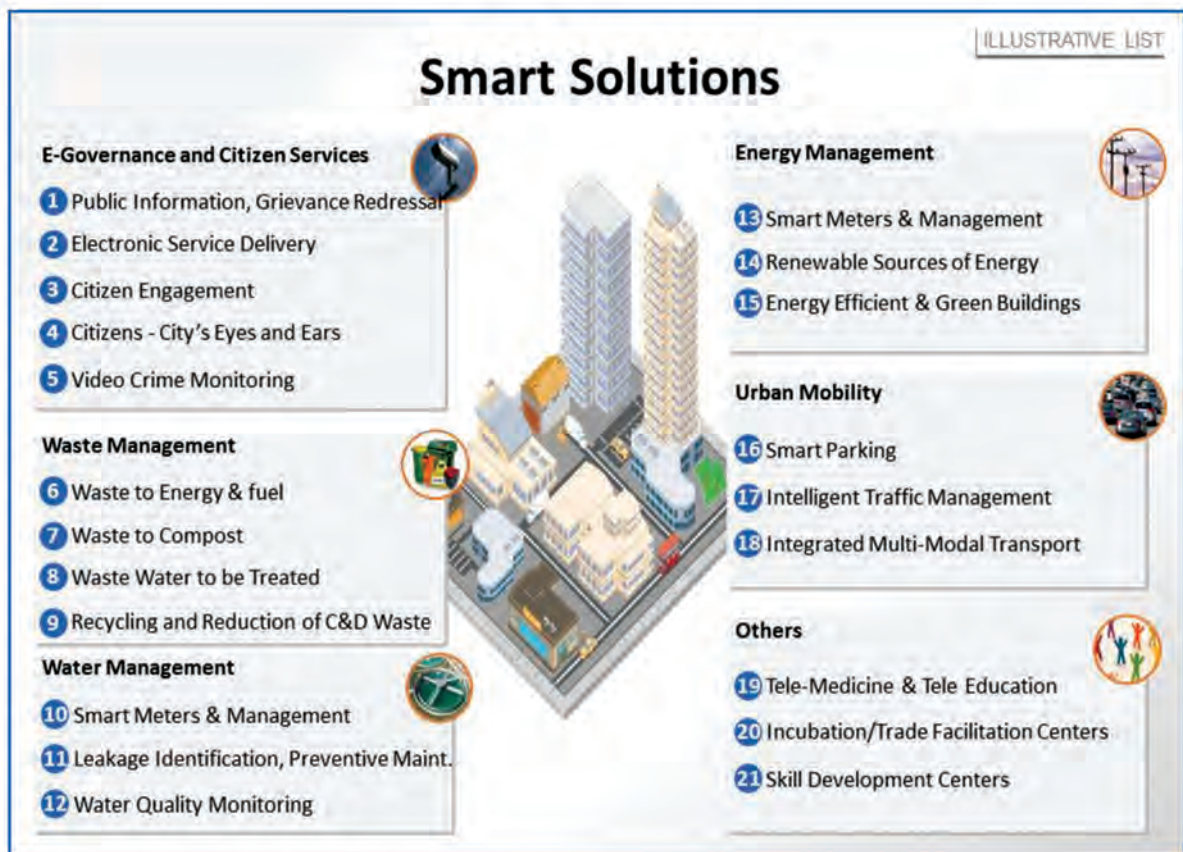 ILLUSTRATIVE LIST
Smart Solutions
E-Governance and Citizen Services
1 Public Information, Grievance Redressal
2 Electronic Service Delivery
3 Citizen Engagement
4 Citizens - City's Eyes and Ears
5 Video Crime Monitoring
Waste Management
6 Waste to Energy & fuel
7 Waste to Compost
8 Waste Water to be Treated
9 Recycling and Reduction of C&D Waste
Water Management
10 Smart Meters & Management
11 Leakage Identification, Preventive Maint.
12 Water Quality Monitoring
Energy Management
13 Smart Meters & Management
14 Renewable Sources of Energy
15 Energy Efficient & Green Buildings
Urban Mobility
16 Smart Parking
17 Intelligent Traffic Management
18 Integrated Multi-Modal Transport
Others
19 Tele-Medicine & Tele Education
20 Incubation/Trade Facilitation Centers
21 Skill Development Centers